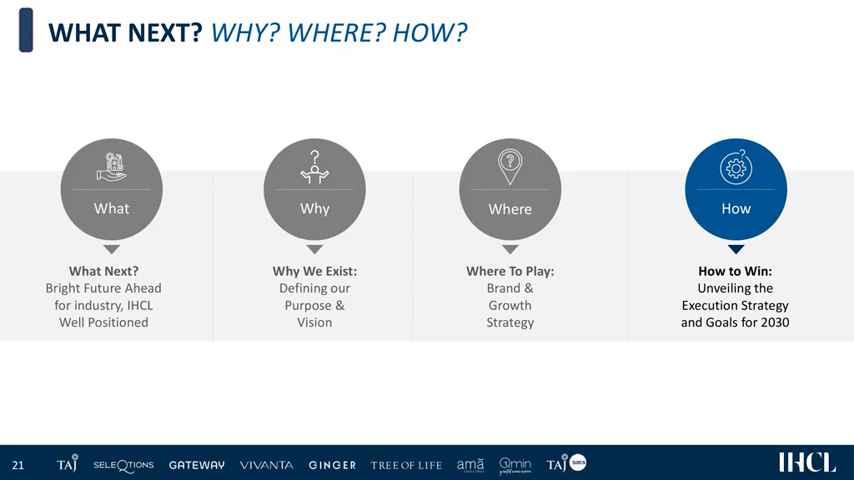 WHAT NEXT? WHY? WHERE? HOW?
What
What Next?
Bright Future Ahead
for industry, IHCL
Well Positioned
?
Why
Why We Exist:
Defining our
Purpose &
Vision
?
Where
Where To Play:
Brand &
Growth
Strategy
?
How
How to Win:
Unveiling the
Execution Strategy
and Goals for 2030
21 TAJ SELEQTIONS GATEWAY VIVANTA GINGER TREE OF LIFE amã Qmin TAJ sats IHCL